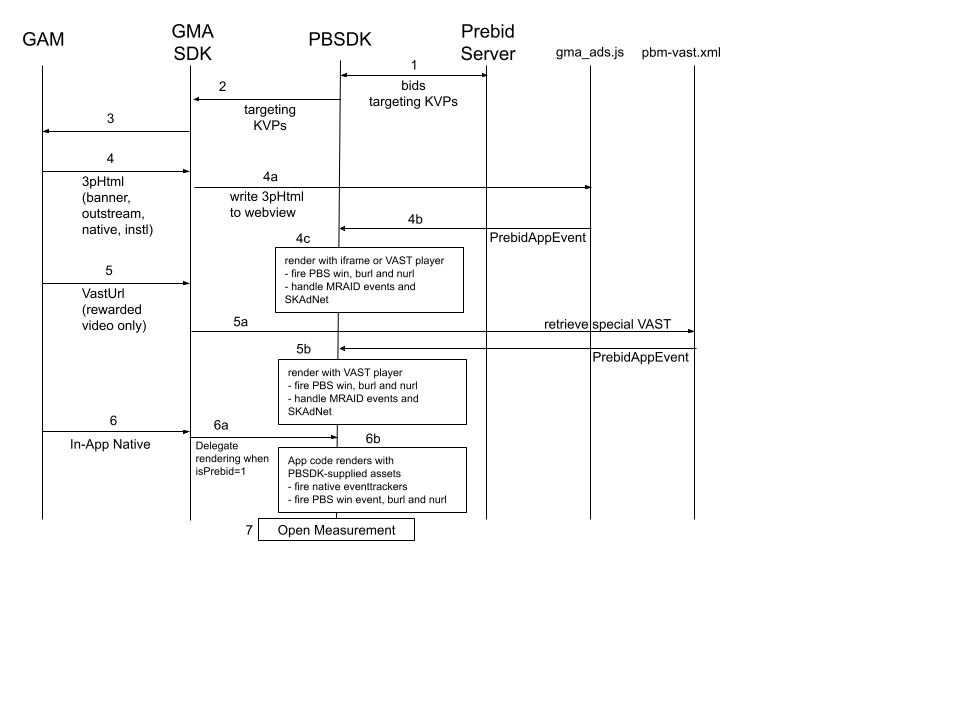 GAM
GMA
SDK
PBSDK
Prebid
Server
gma_ads.js
pbm-vast.xml
1
bids
targeting KVPs
2
targeting
KVPs
3
4
3pHtml
(banner,
outstream,
native, instl)
4a
write 3pHtml
to webview
4b
PrebidAppEvent
4c
render with iframe or VAST player
- fire PBS win, burl and nurl
- handle MRAID events and
SKAdNet
5
VastUrl
(rewarded
video only)
5a
retrieve special VAST
5b
PrebidAppEvent
render with VAST player
- fire PBS win, burl and nurl
- handle MRAID events and
SKAdNet
6
In-App Native
6a
Delegate
rendering when
isPrebid=1
6b
App code renders with
PBSDK-supplied assets
- fire native eventtrackers
- fire PBS win event, burl and nurl
7
Open Measurement